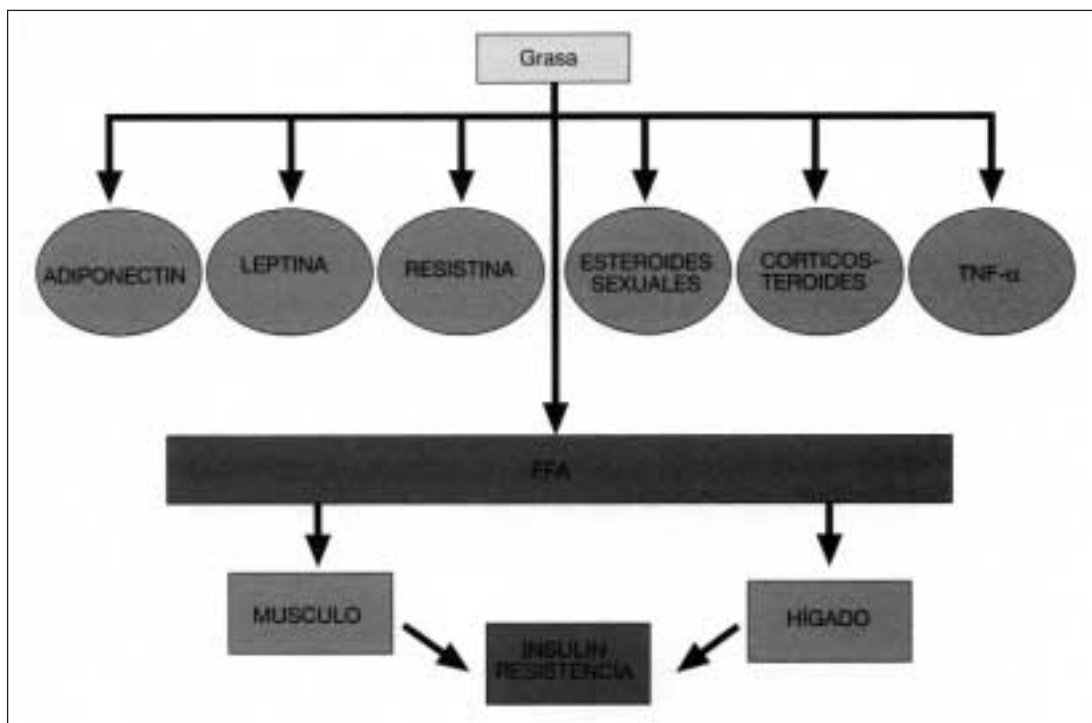 Grasa
ADIPONECTIN
LEPTINA
RESISTINA
ESTEROIDES
SEXUALES
CORTICOS-
TEROIDES
TNF-α
FFA
MUSCULO
HÍGADO
INSULIN
RESISTENCIA